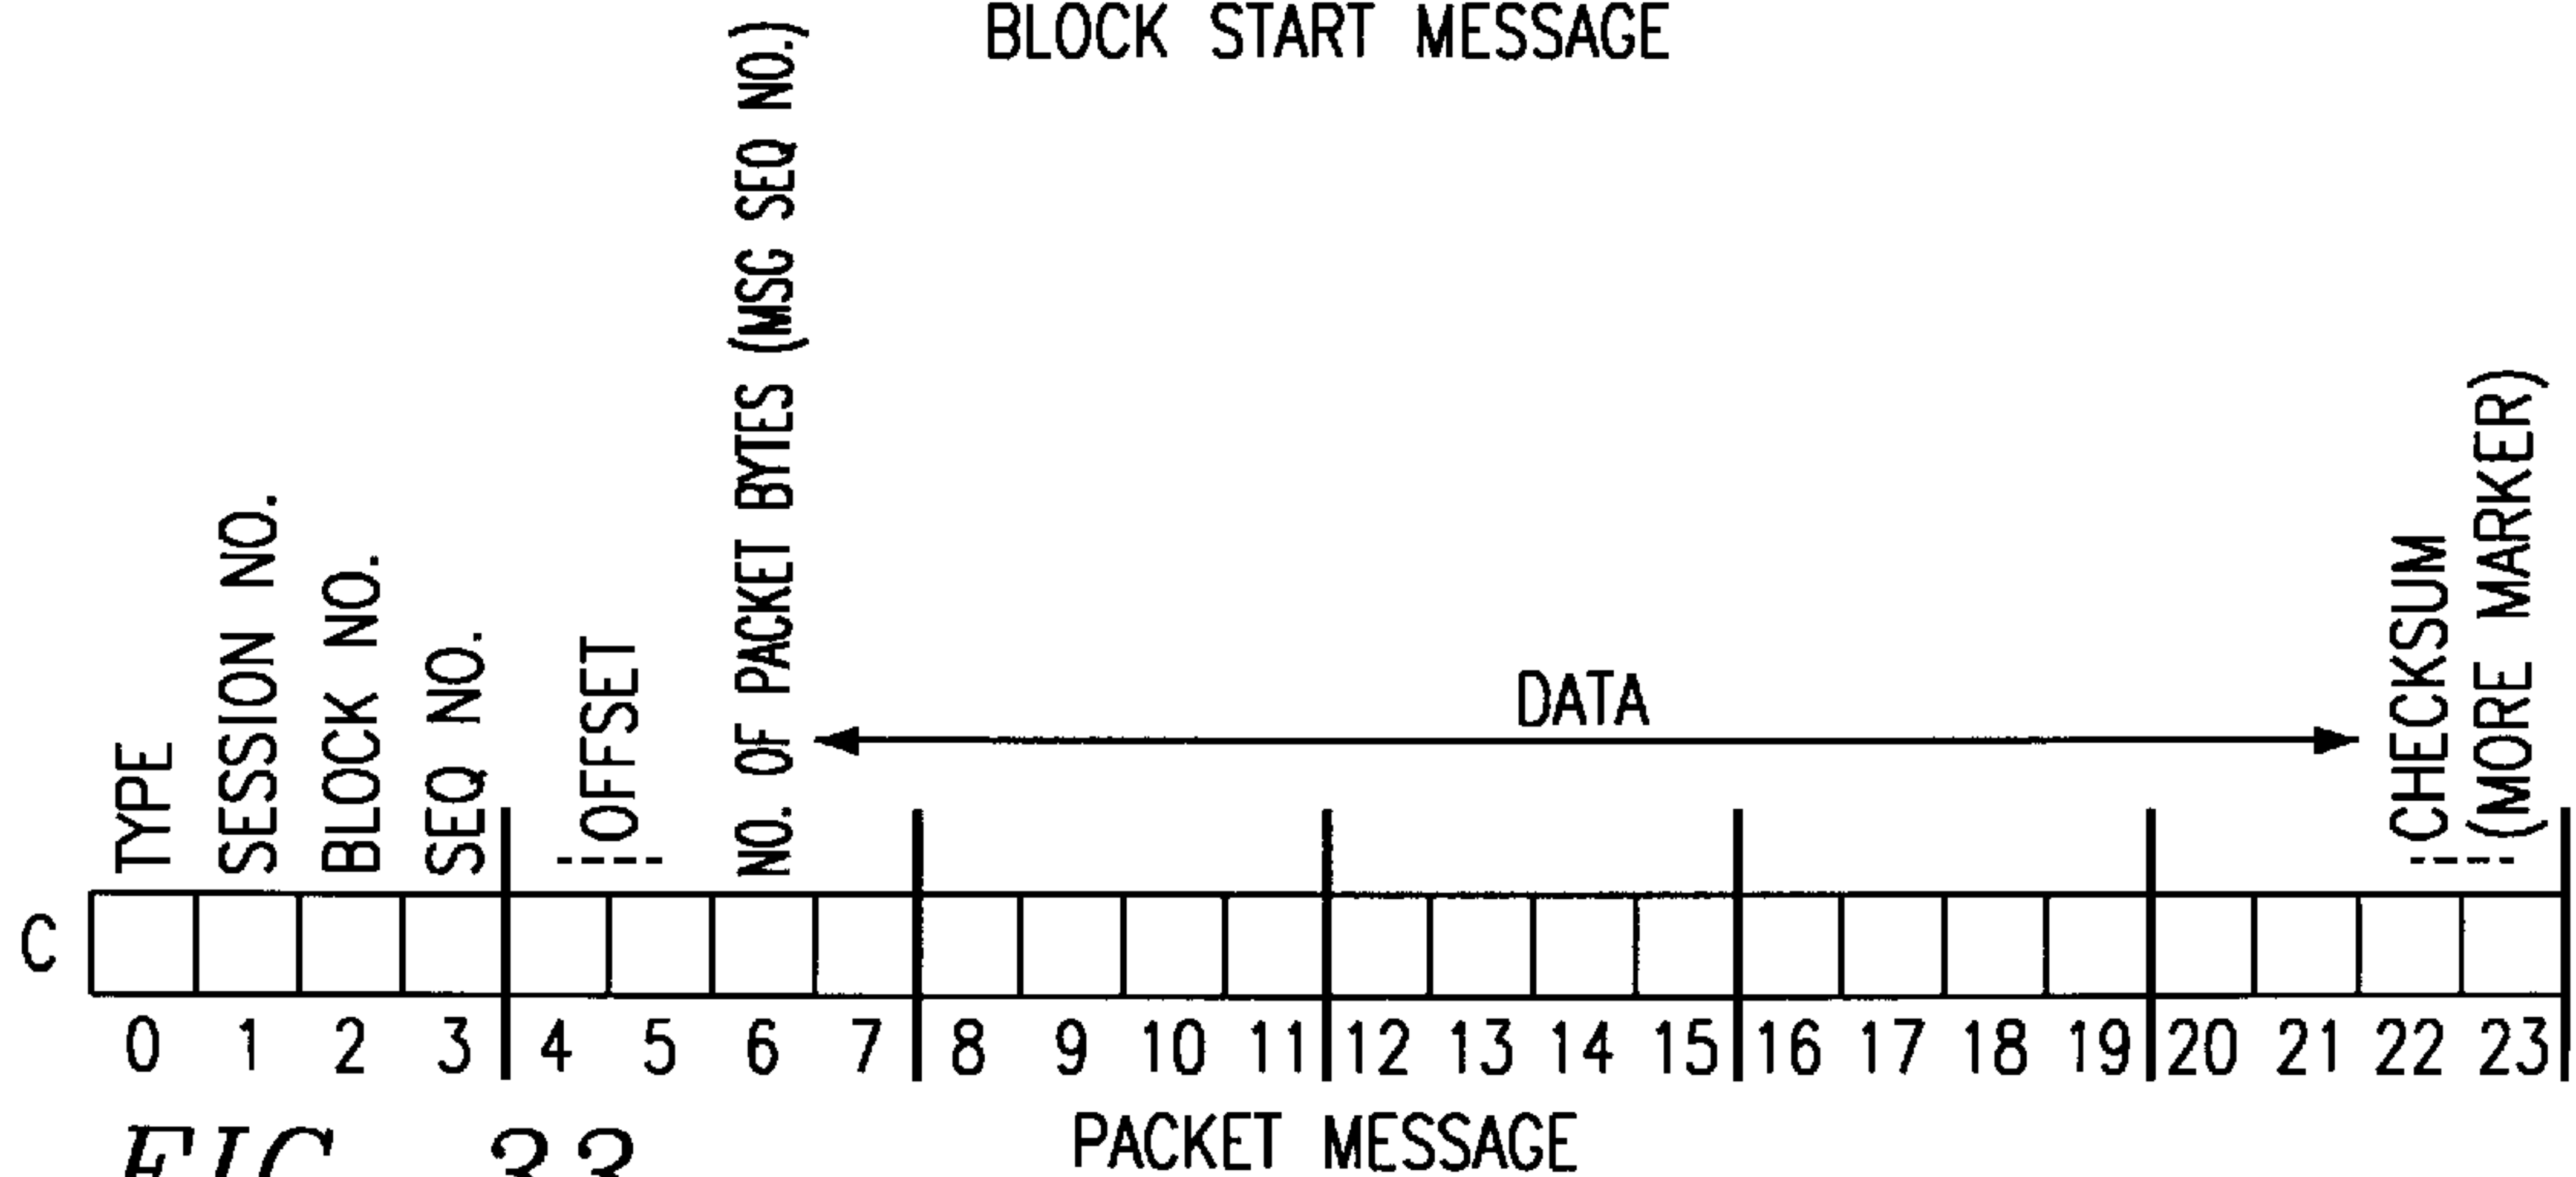 BLOCK START MESSAGE
TYPE
SESSION NO.
BLOCK NO.
SEQ NO.
OFFSET
NO. OF PACKET BYTES (MSG SEQ NO.)
DATA
CHECKSUM
(MORE MARKER)
C
0 1 2 3 4 5 6 7 8 9 10 11 12 13 14 15 16 17 18 19 20 21 22 23
PACKET MESSAGE
FIG. 33